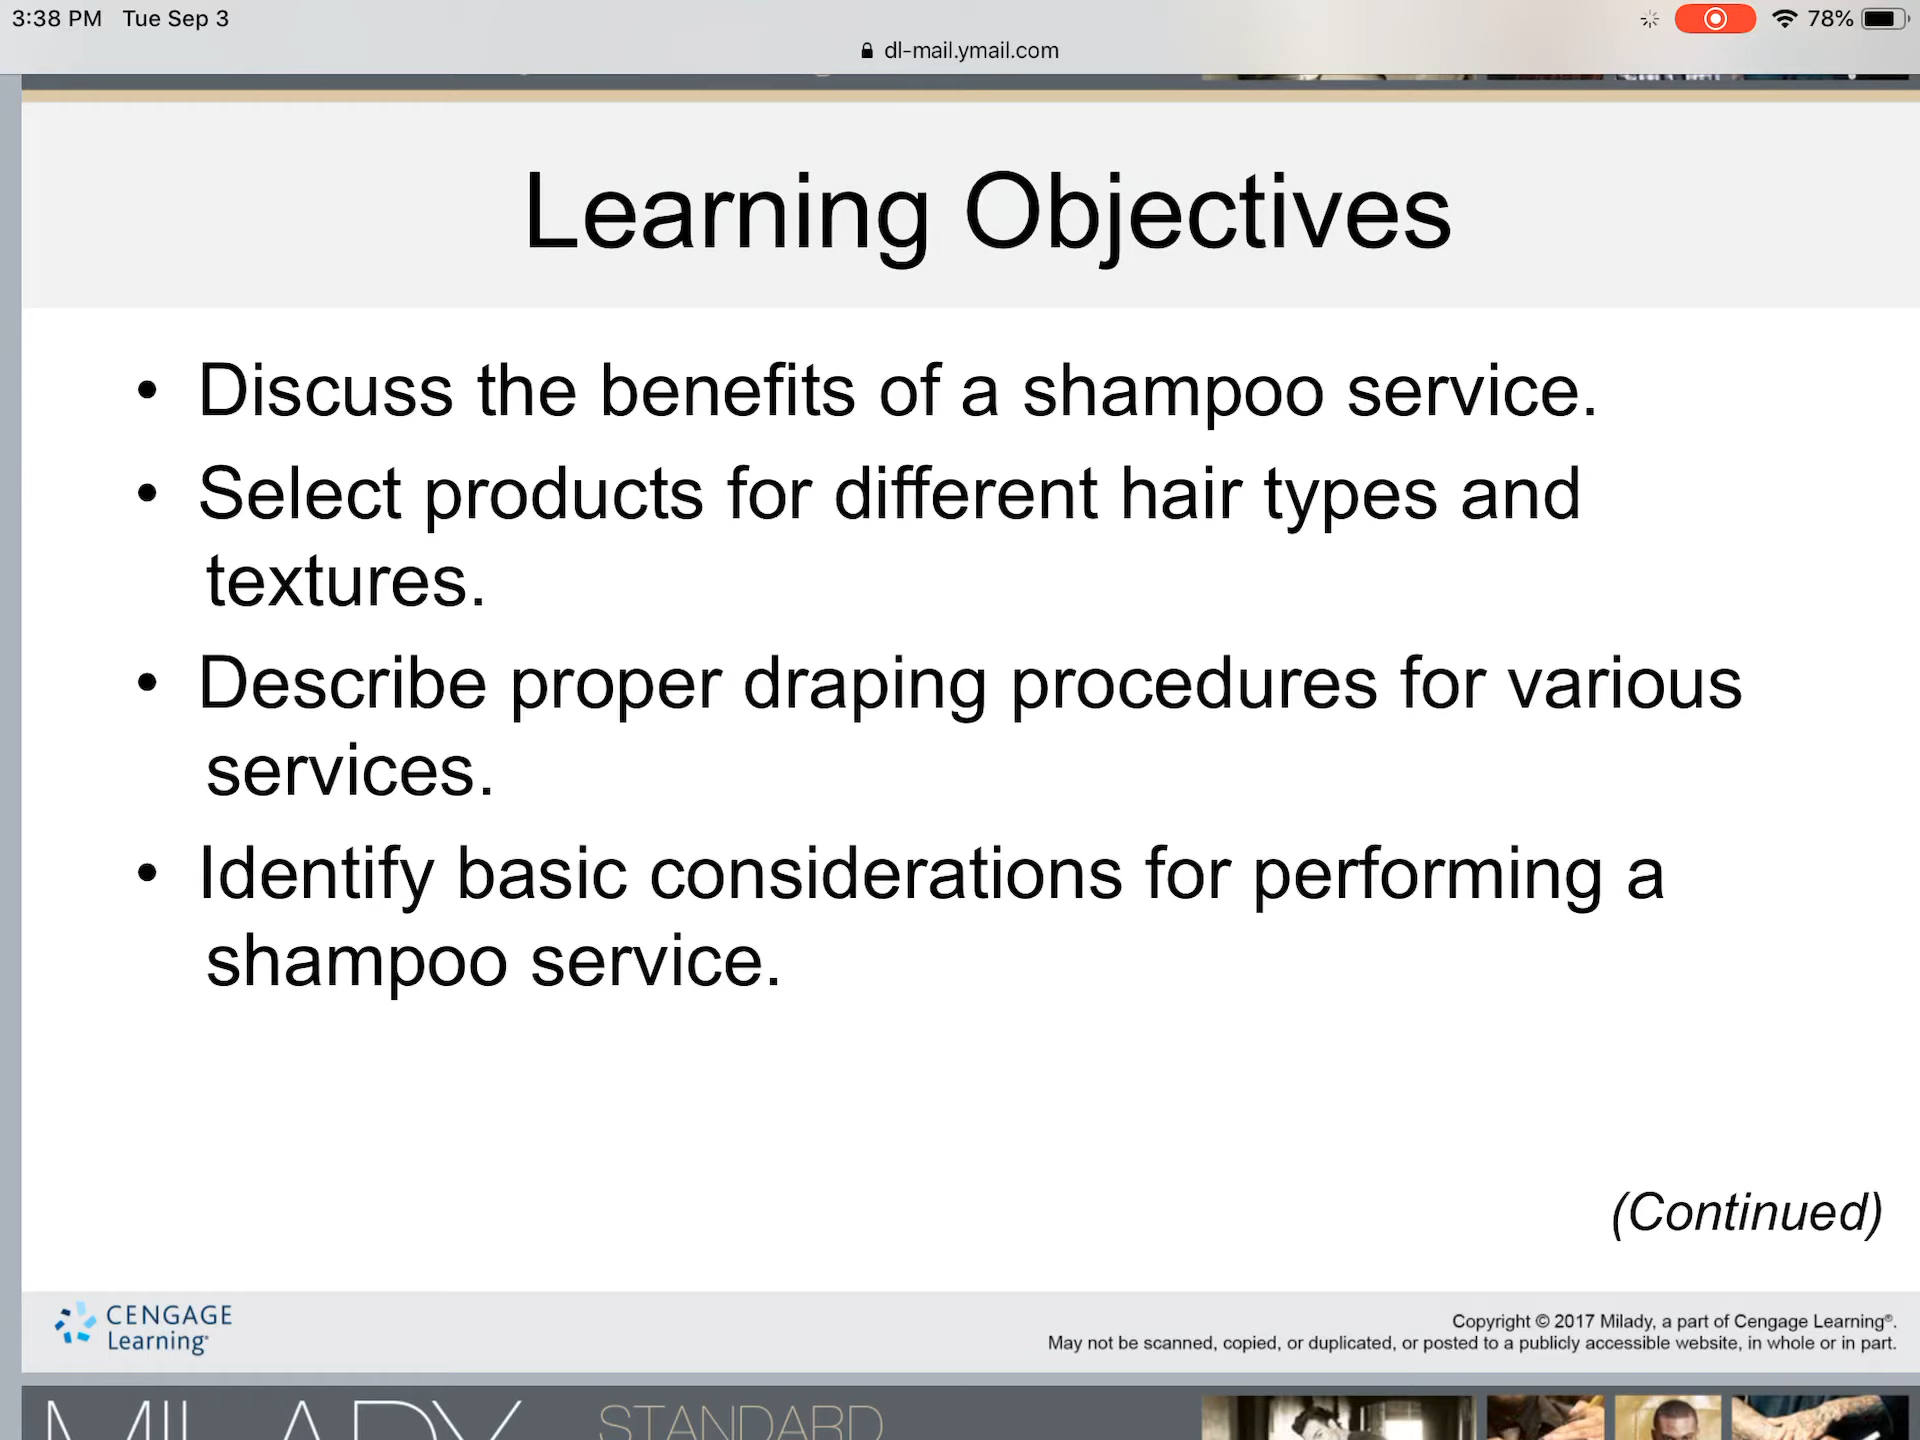 3:38 PM Tue Sep 3
78%
dl-mail.ymail.com
Learning Objectives
• Discuss the benefits of a shampoo service.
• Select products for different hair types and
textures.
• Describe proper draping procedures for various
services.
• Identify basic considerations for performing a
shampoo service.
(Continued)
CENGAGE
Learning®
Copyright © 2017 Milady, a part of Cengage Learning®.
May not be scanned, copied, or duplicated, or posted to a publicly accessible website, in whole or in part.
MILADY STANDARD